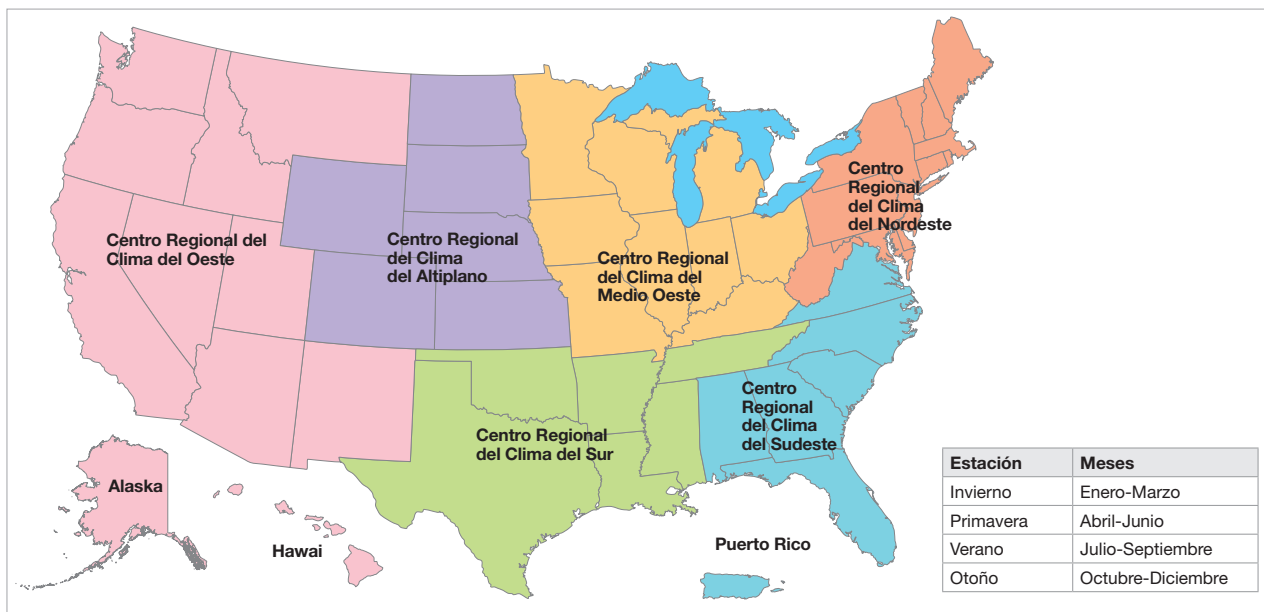 Centro
Regional
del Clima
del Nordeste
Centro Regional del
Clima del Oeste
Centro Regional
del Clima
del Altiplano
Centro Regional
del Clima del
Medio Oeste
Centro
Regional
del Clima
del Sudeste
Centro Regional
del Clima del Sur
Alaska
Hawai
Puerto Rico
Estación Meses
Invierno Enero-Marzo
Primavera Abril-Junio
Verano Julio-Septiembre
Otoño Octubre-Diciembre